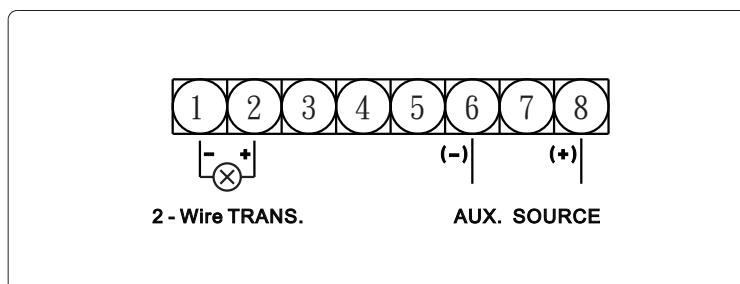 1 2 3 4 5 6 7 8
- + (-) (+)
2 - Wire TRANS. AUX. SOURCE